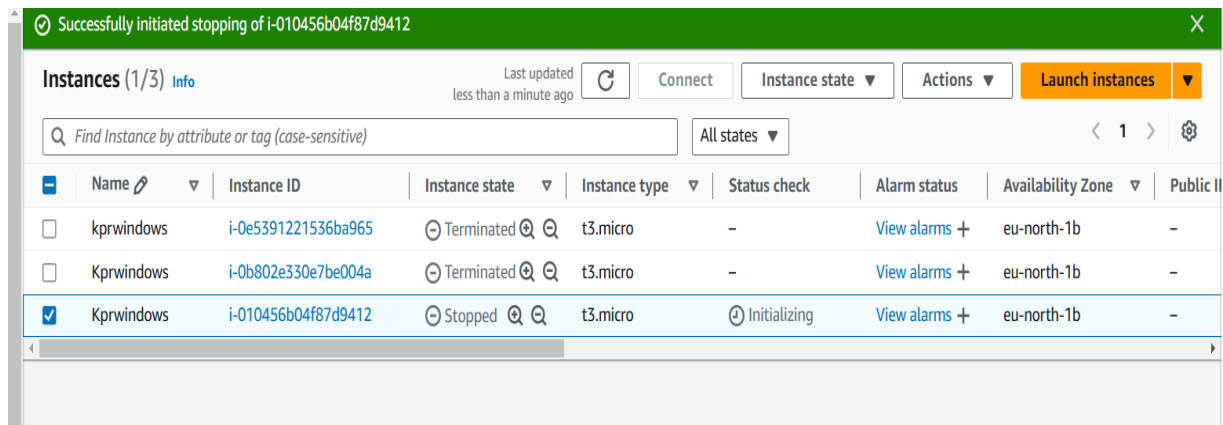 Successfully initiated stopping of i-010456b04f87d9412
Instances (1/3) Info
Last updated
less than a minute ago
Connect
Instance state
Actions
Launch instances
Find Instance by attribute or tag (case-sensitive)
All states
1
Name Instance ID Instance state Instance type Status check Alarm status Availability Zone Public I
kprwindows i-0e5391221536ba965 Terminated t3.micro – View alarms + eu-north-1b –
Kprwindows i-0b802e330e7be004a Terminated t3.micro – View alarms + eu-north-1b –
Kprwindows i-010456b04f87d9412 Stopped t3.micro Initializing View alarms + eu-north-1b –